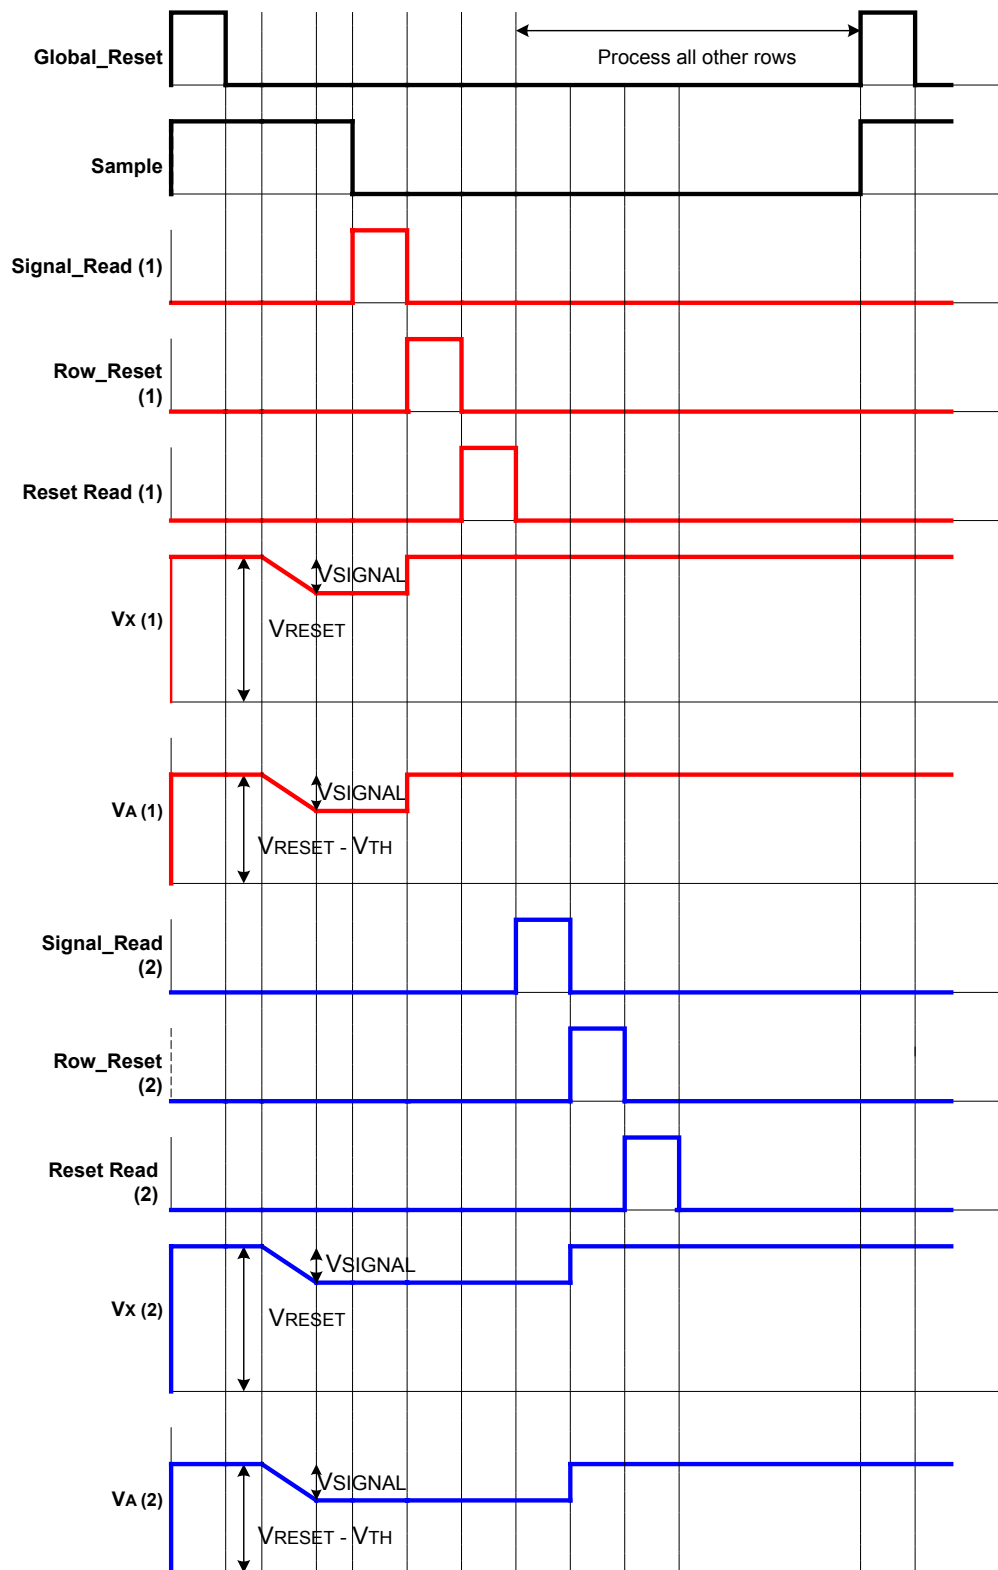 Global_Reset
Process all other rows
Sample
Signal_Read (1)
Row_Reset
(1)
Reset Read (1)
VSIGNAL
Vx (1)
VRESET
VSIGNAL
VA (1)
VRESET - VTH
Signal_Read
(2)
Row_Reset
(2)
Reset Read
(2)
VSIGNAL
Vx (2)
VRESET
VSIGNAL
VA (2)
VRESET - VTH